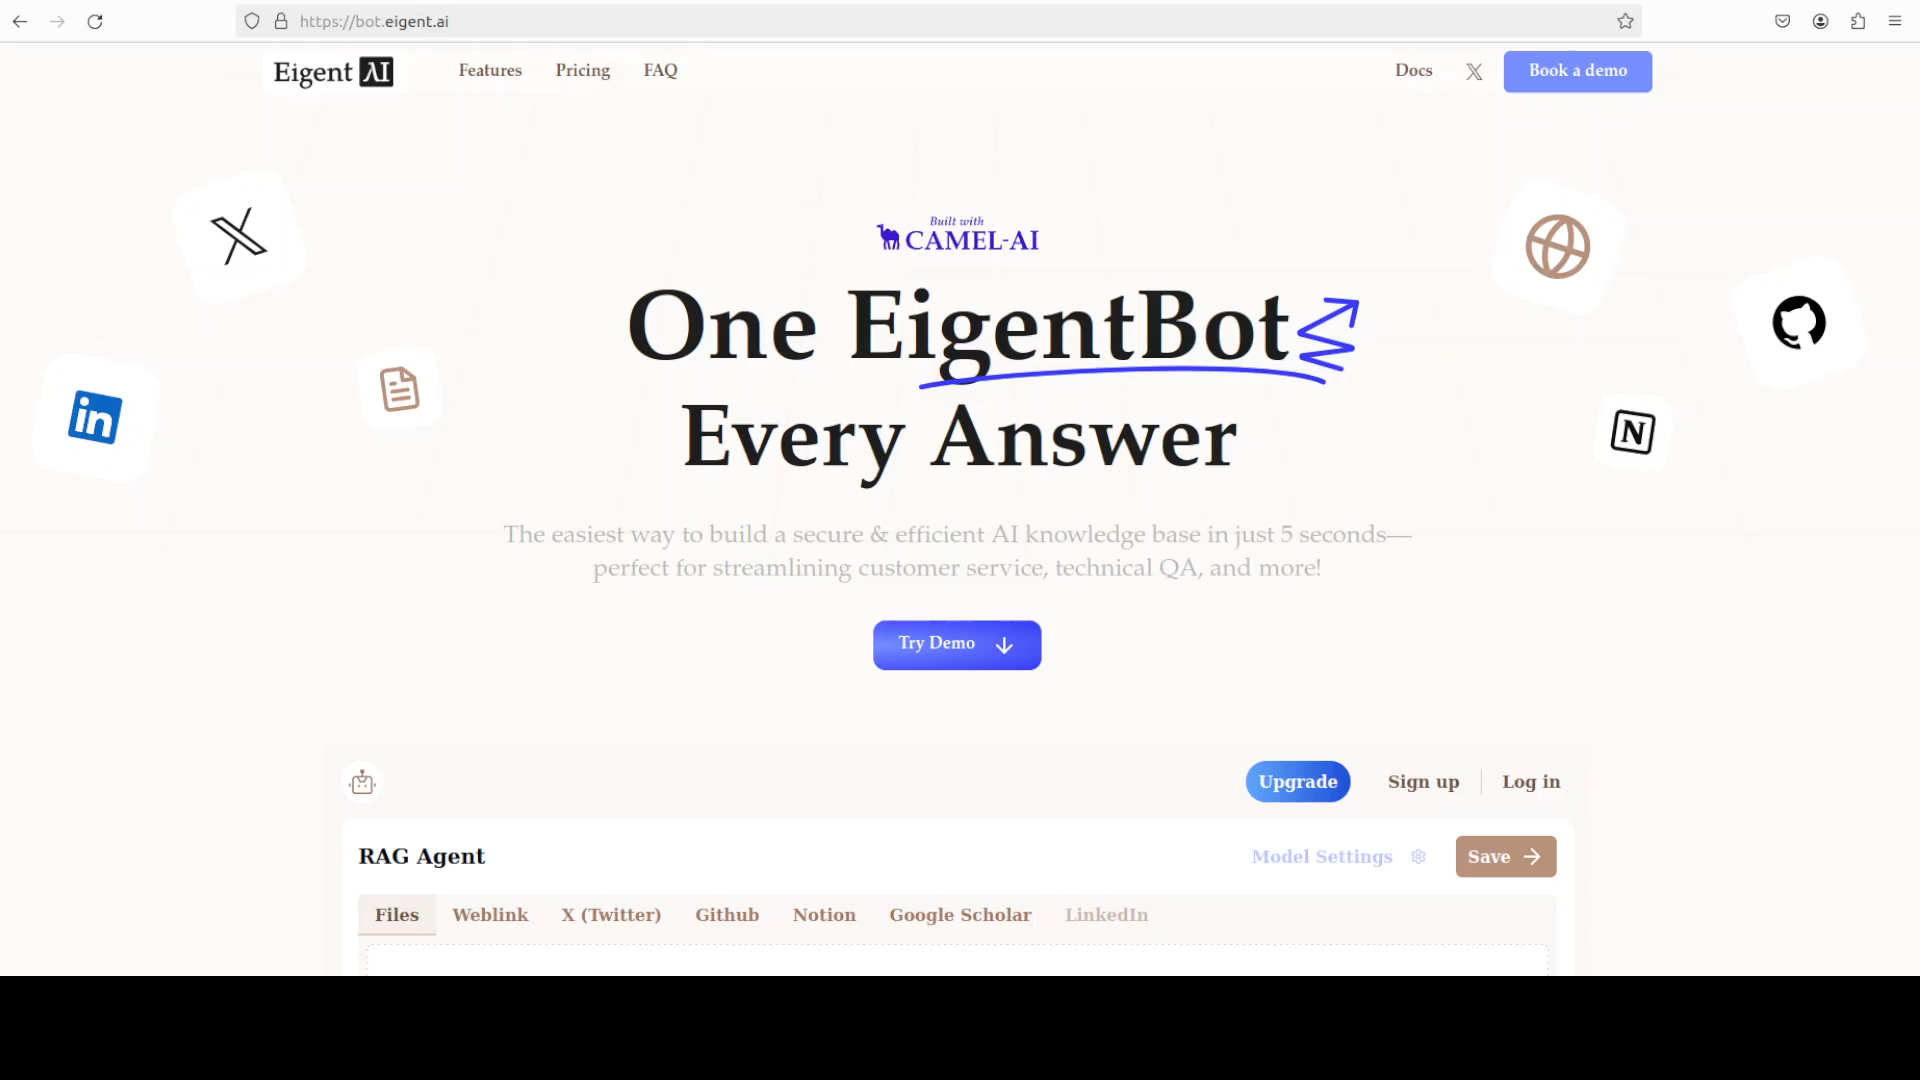 https://bot.eigent.ai
Eigent AI
Features Pricing FAQ
Docs
Book a demo
Built with
CAMEL-AI
One EigentBot
Every Answer
The easiest way to build a secure & efficient AI knowledge base in just 5 seconds—
perfect for streamlining customer service, technical QA, and more!
Try Demo
Upgrade Sign up Log in
RAG Agent
Model Settings
Save
Files Weblink X (Twitter) Github Notion Google Scholar LinkedIn